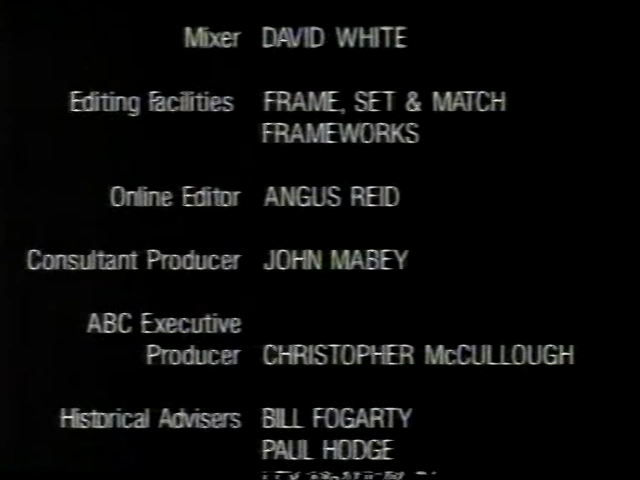 Mixer DAVID WHITE
Editing Facilities FRAME, SET & MATCH
FRAMEWORKS
Online Editor ANGUS REID
Consultant Producer JOHN MABEY
ABC Executive
Producer CHRISTOPHER McCULLOUGH
Historical Advisers BILL FOGARTY
PAUL HODGE